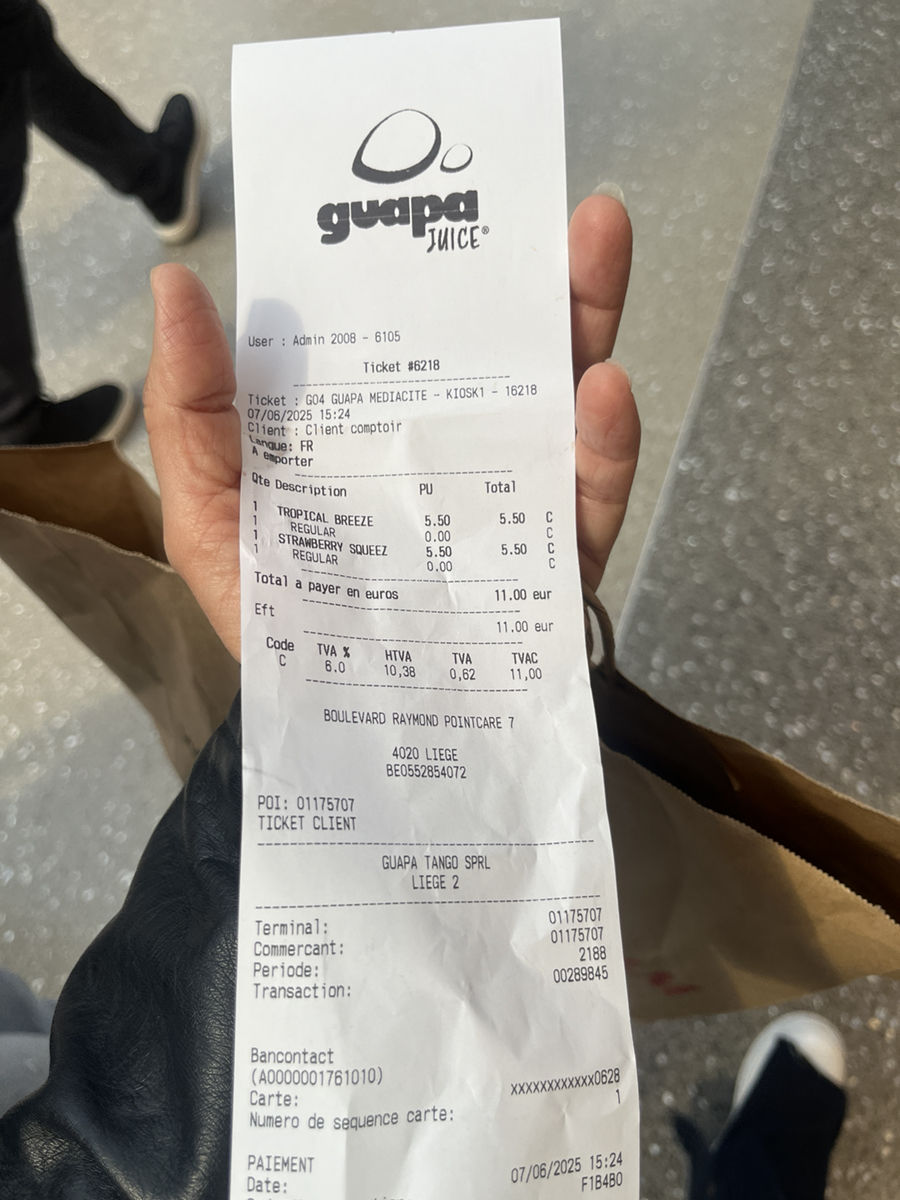 guapa
JUICE®
User : Admin 2008 - 6105
Ticket #6218
Ticket : G04 GUAPA MEDIACITE - KIOSK1 - 16218
07/06/2025 15:24
Client : Client comptoir
Langue: FR
A emporter
Qte Description PU Total
1 TROPICAL BREEZE 5.50 5.50 C
1 REGULAR 0.00 C
1 STRAWBERRY SQUEEZ 5.50 5.50 C
1 REGULAR 0.00 C
Total a payer en euros 11.00 eur
Eft 11.00 eur
Code TVA % HTVA TVA TVAC
C 6.0 10,38 0,62 11,00
BOULEVARD RAYMOND POINTCARE 7
4020 LIEGE
BE0552854072
POI: 01175707
TICKET CLIENT
GUAPA TANGO SPRL
LIEGE 2
Terminal: 01175707
Commercant: 01175707
Periode: 2188
Transaction: 00289845
Bancontact
(A0000001761010)
Carte: xxxxxxxxxxxx0628
Numero de sequence carte: 1
PAIEMENT
Date: 07/06/2025 15:24
F1B4B0